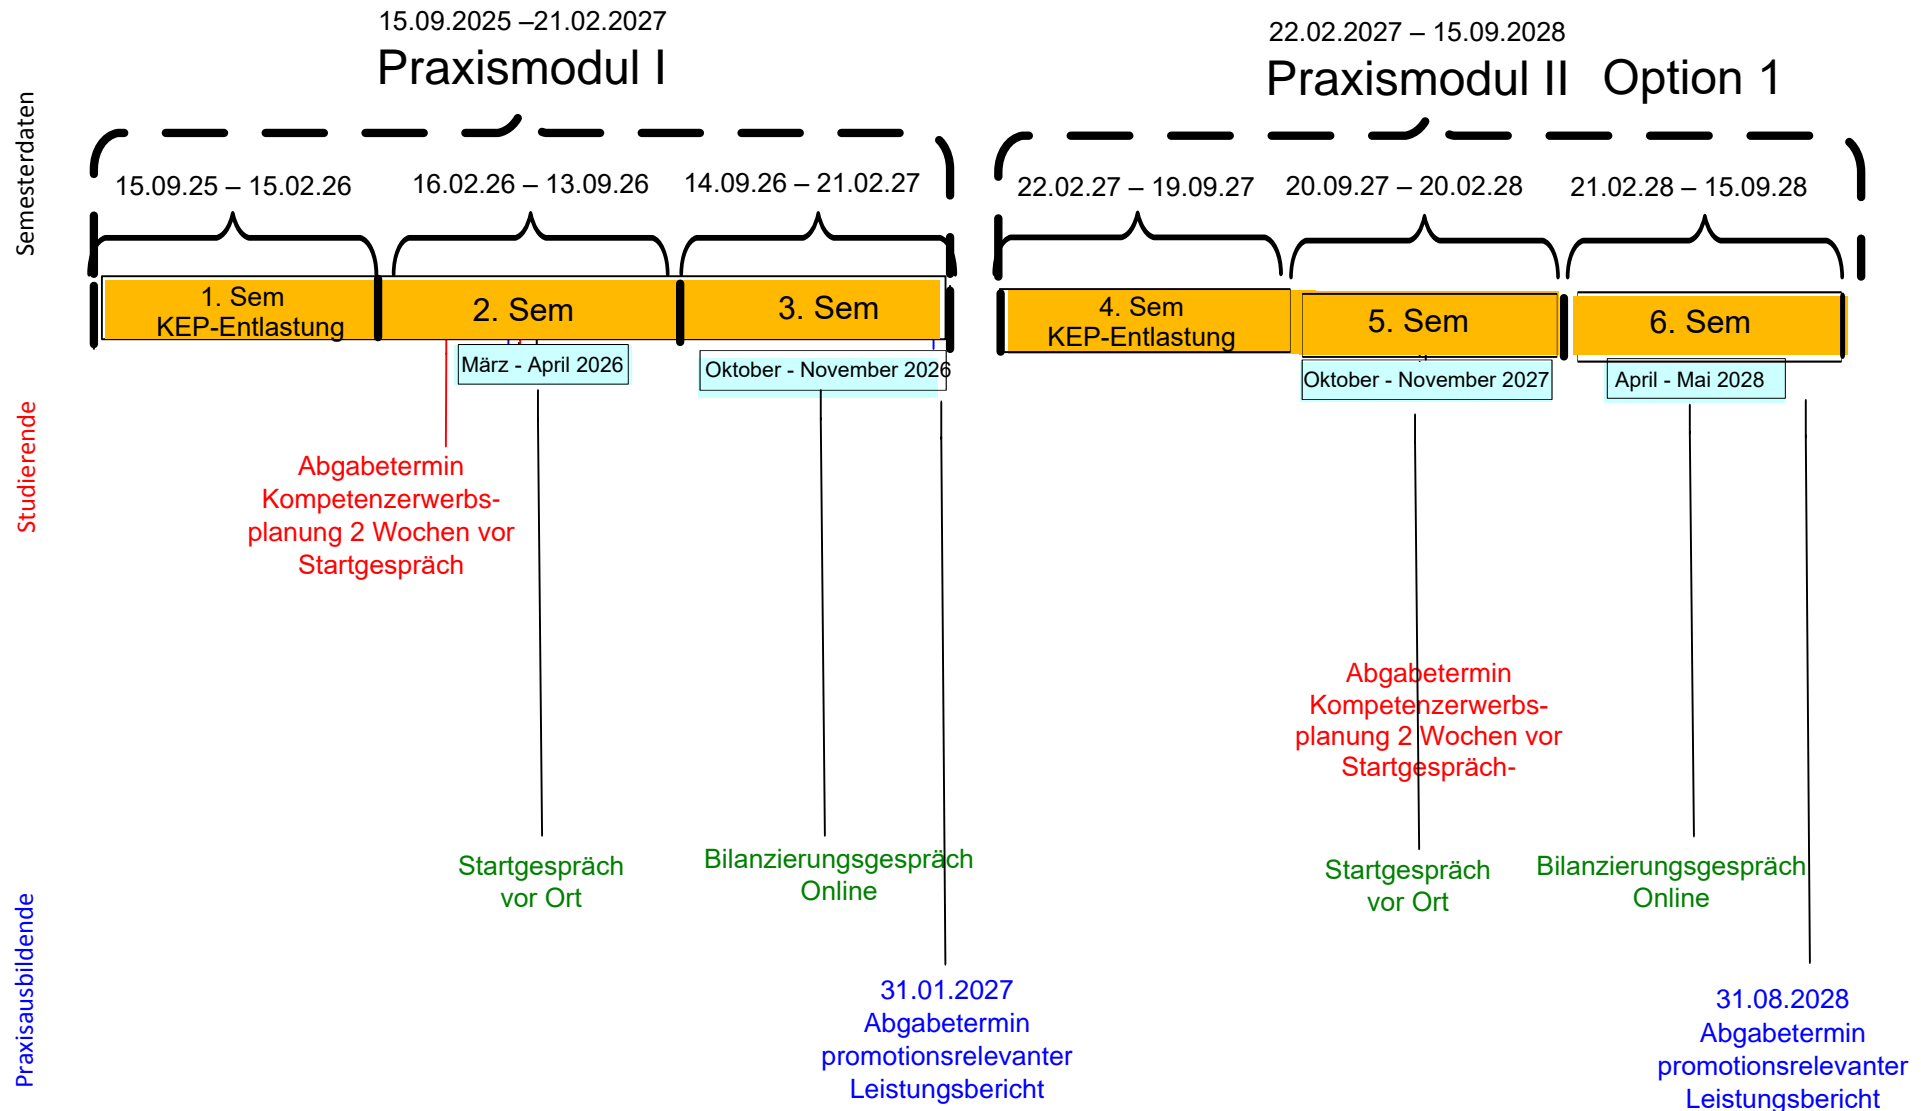 15.09.2025 –21.02.2027
Praxismodul I
22.02.2027 – 15.09.2028
Praxismodul II Option 1
Semesterdaten
15.09.25 – 15.02.26
16.02.26 – 13.09.26
14.09.26 – 21.02.27
22.02.27 – 19.09.27
20.09.27 – 20.02.28
21.02.28 – 15.09.28
1. Sem
KEP-Entlastung
2. Sem
3. Sem
4. Sem
KEP-Entlastung
5. Sem
6. Sem
März - April 2026
Oktober - November 2026
Oktober - November 2027
April - Mai 2028
Studierende
Abgabetermin
Kompetenzerwerbs-
planung 2 Wochen vor
Startgespräch
Abgabetermin
Kompetenzerwerbs-
planung 2 Wochen vor
Startgespräch-
Startgespräch
vor Ort
Bilanzierungsgespräch
Online
Startgespräch
vor Ort
Bilanzierungsgespräch
Online
Praxisausbildende
31.01.2027
Abgabetermin
promotionsrelevanter
Leistungsbericht
31.08.2028
Abgabetermin
promotionsrelevanter
Leistungsbericht